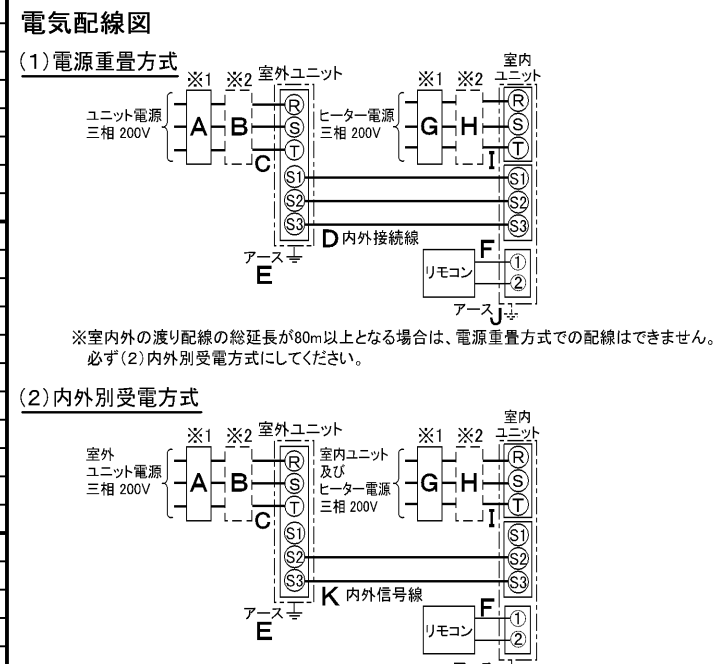 電気配線図
(1)電源重畳方式
※1 ※2 室外ユニット
※1 ※2 室内ユニット
ユニット電源
三相 200V
A B C
R
S
T
S1
S2
S3
ヒーター電源
三相 200V
G H I
R
S
T
S1
S2
S3
D 内外接続線
アース
E
リモコン
F
①
②
アース J
※室内外の渡り配線の総延長が80m以上となる場合は、電源重畳方式での配線はできません。
必ず(2)内外別受電方式にしてください。
(2)内外別受電方式
※1 ※2 室外ユニット
※1 ※2 室内ユニット
室外
ユニット電源
三相 200V
A B C
R
S
T
S1
S2
S3
室内ユニット
及び
ヒーター電源
三相 200V
G H I
R
S
T
S1
S2
S3
K 内外信号線
アース
E
リモコン
F
①
②